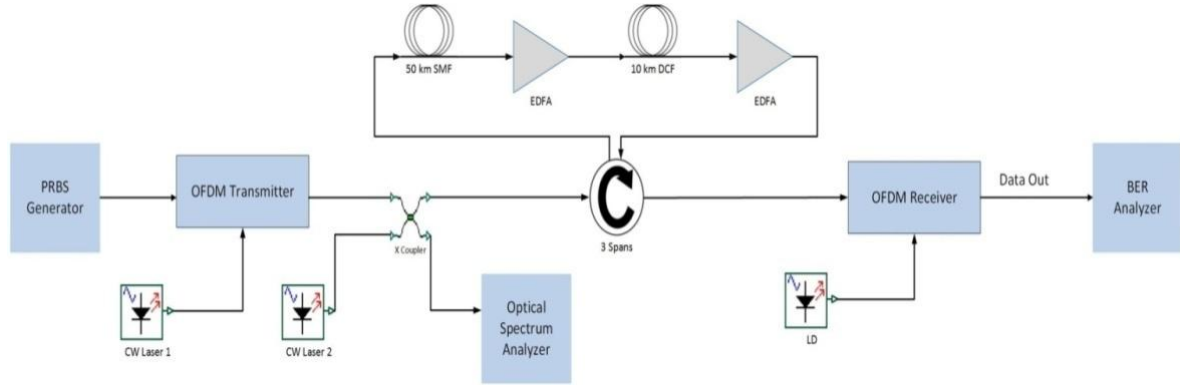 50 km SMF
EDFA
10 km DCF
EDFA
PRBS
Generator
OFDM Transmitter
X Coupler
3 Spans
OFDM Receiver
Data Out
BER
Analyzer
CW Laser 1
CW Laser 2
Optical
Spectrum
Analyzer
LD